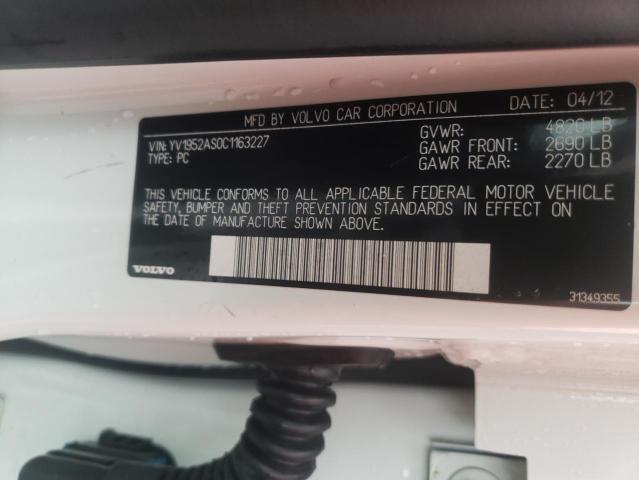 MFD BY VOLVO CAR CORPORATION DATE: 04/12
VIN: YV1952AS0C1163227 GVWR: 4820 LB
TYPE: PC GAWR FRONT: 2690 LB
GAWR REAR: 2270 LB
THIS VEHICLE CONFORMS TO ALL APPLICABLE FEDERAL MOTOR VEHICLE
SAFETY, BUMPER AND THEFT PREVENTION STANDARDS IN EFFECT ON
THE DATE OF MANUFACTURE SHOWN ABOVE.
VOLVO
31349355